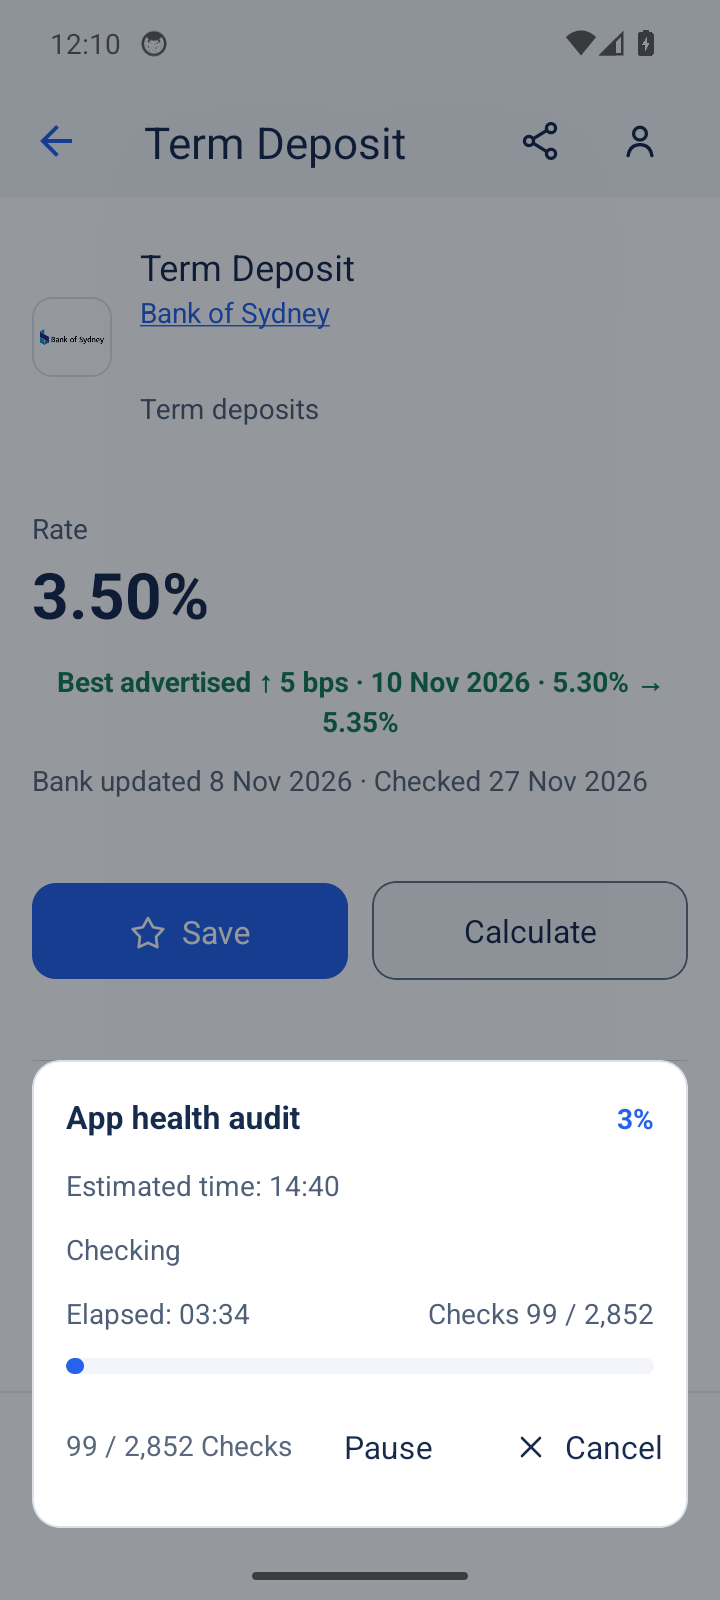 12:10
Term Deposit
Term Deposit
Bank of Sydney
Bank of Sydney
Term deposits
Rate
3.50%
Best advertised ↑ 5 bps · 10 Nov 2026 · 5.30% →
5.35%
Bank updated 8 Nov 2026 · Checked 27 Nov 2026
Save
Calculate
App health audit 3%
Estimated time: 14:40
Checking
Elapsed: 03:34 Checks 99 / 2,852
99 / 2,852 Checks Pause Cancel